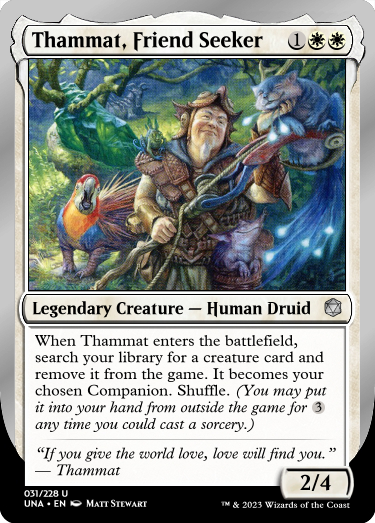 Thammat, Friend Seeker 1
Legendary Creature — Human Druid
When Thammat enters the battlefield,
search your library for a creature card and
remove it from the game. It becomes your
chosen Companion. Shuffle. (You may put
it into your hand from outside the game for 3
any time you could cast a sorcery.)
“If you give the world love, love will find you.”
— Thammat
2/4
031/228 U
UNA • EN Matt Stewart
™ & © 2023 Wizards of the Coast